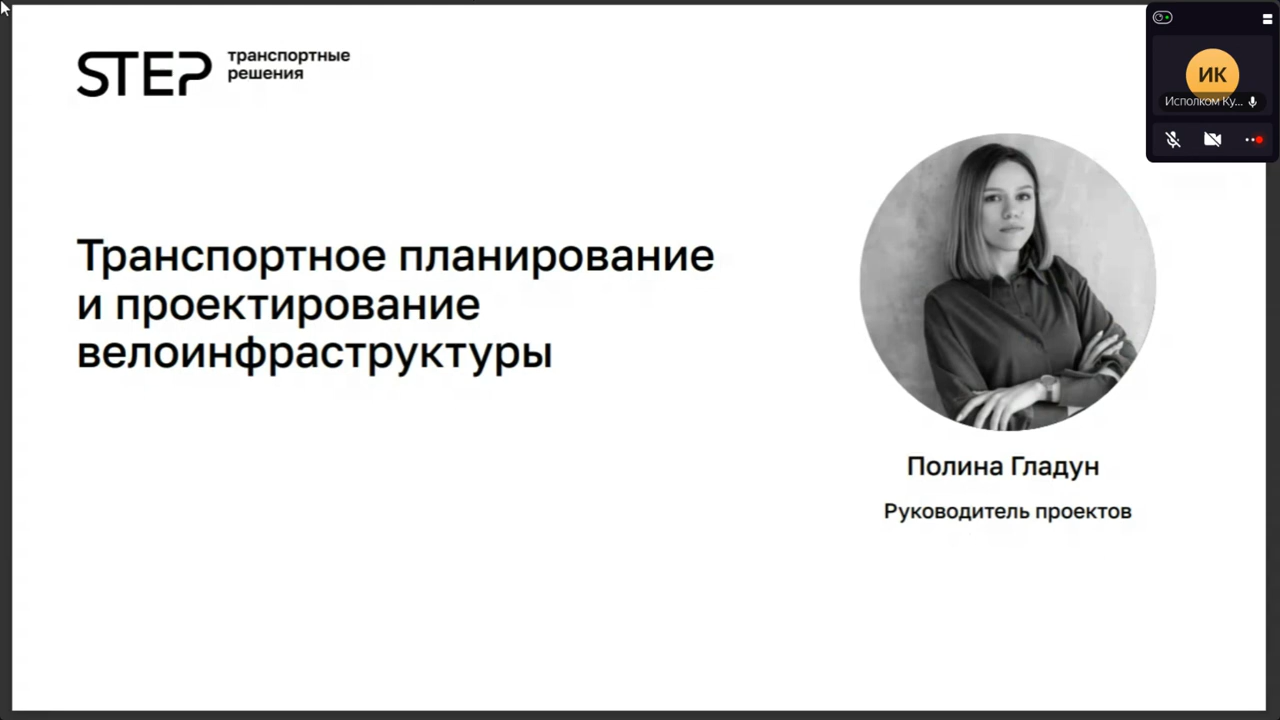 STEP
транспортные
решения
ИК
Исполком Ку...
Транспортное планирование
и проектирование
велоинфраструктуры
Полина Гладун
Руководитель проектов